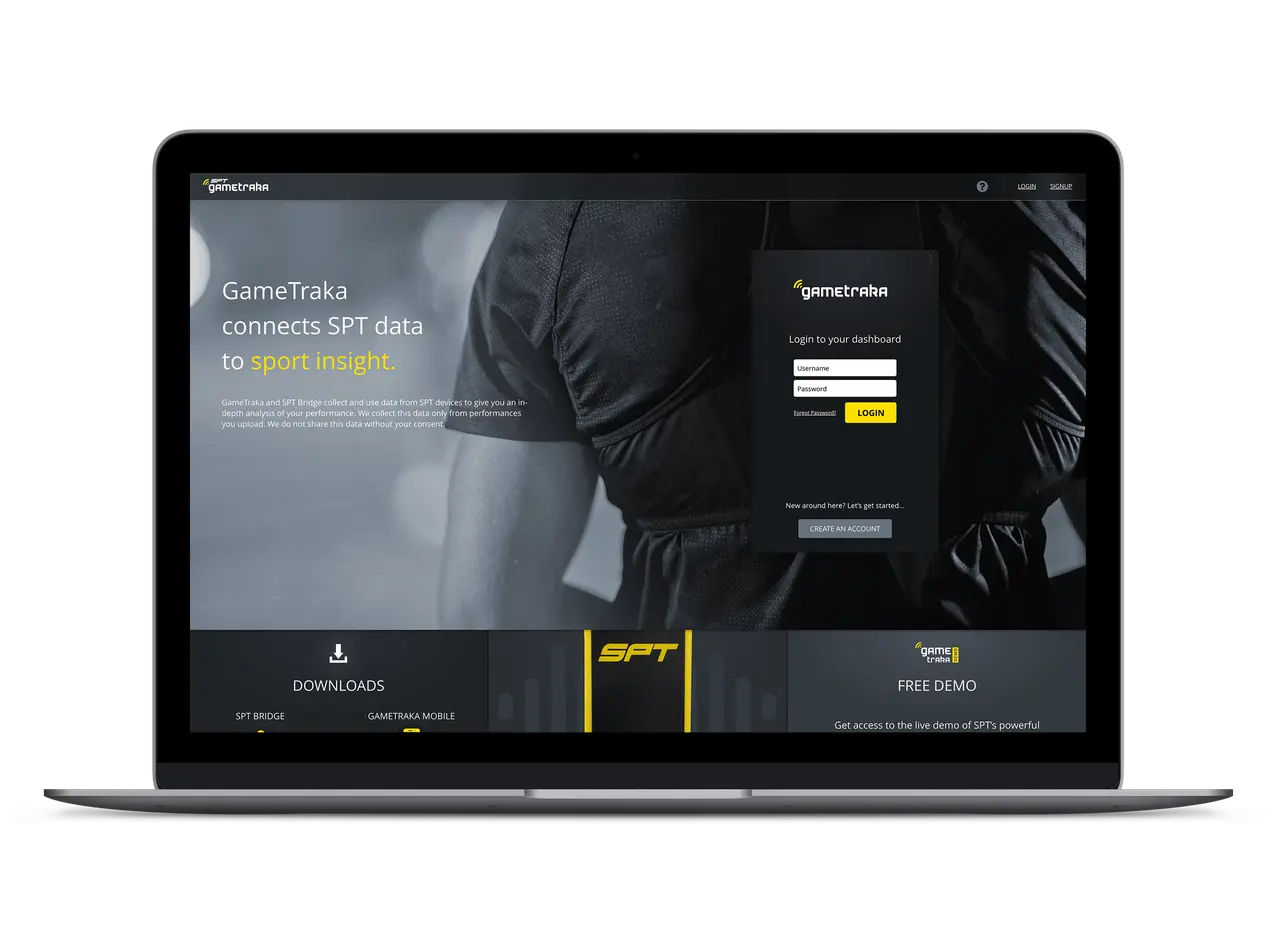 SPT
gametraka
?
LOGIN SIGNUP
GameTraka
connects SPT data
to sport insight.
GameTraka and SPT Bridge collect and use data from SPT devices to give you an in-
depth analysis of your performance. We collect this data only from performances
you upload. We do not share this data without your consent.
gametraka
Login to your dashboard
Username
Password
Forgot Password? LOGIN
New around here? Let's get started...
CREATE AN ACCOUNT
DOWNLOADS
SPT BRIDGE GAMETRAKA MOBILE
SPT
GAME
traka DEMO
FREE DEMO
Get access to the live demo of SPT's powerful